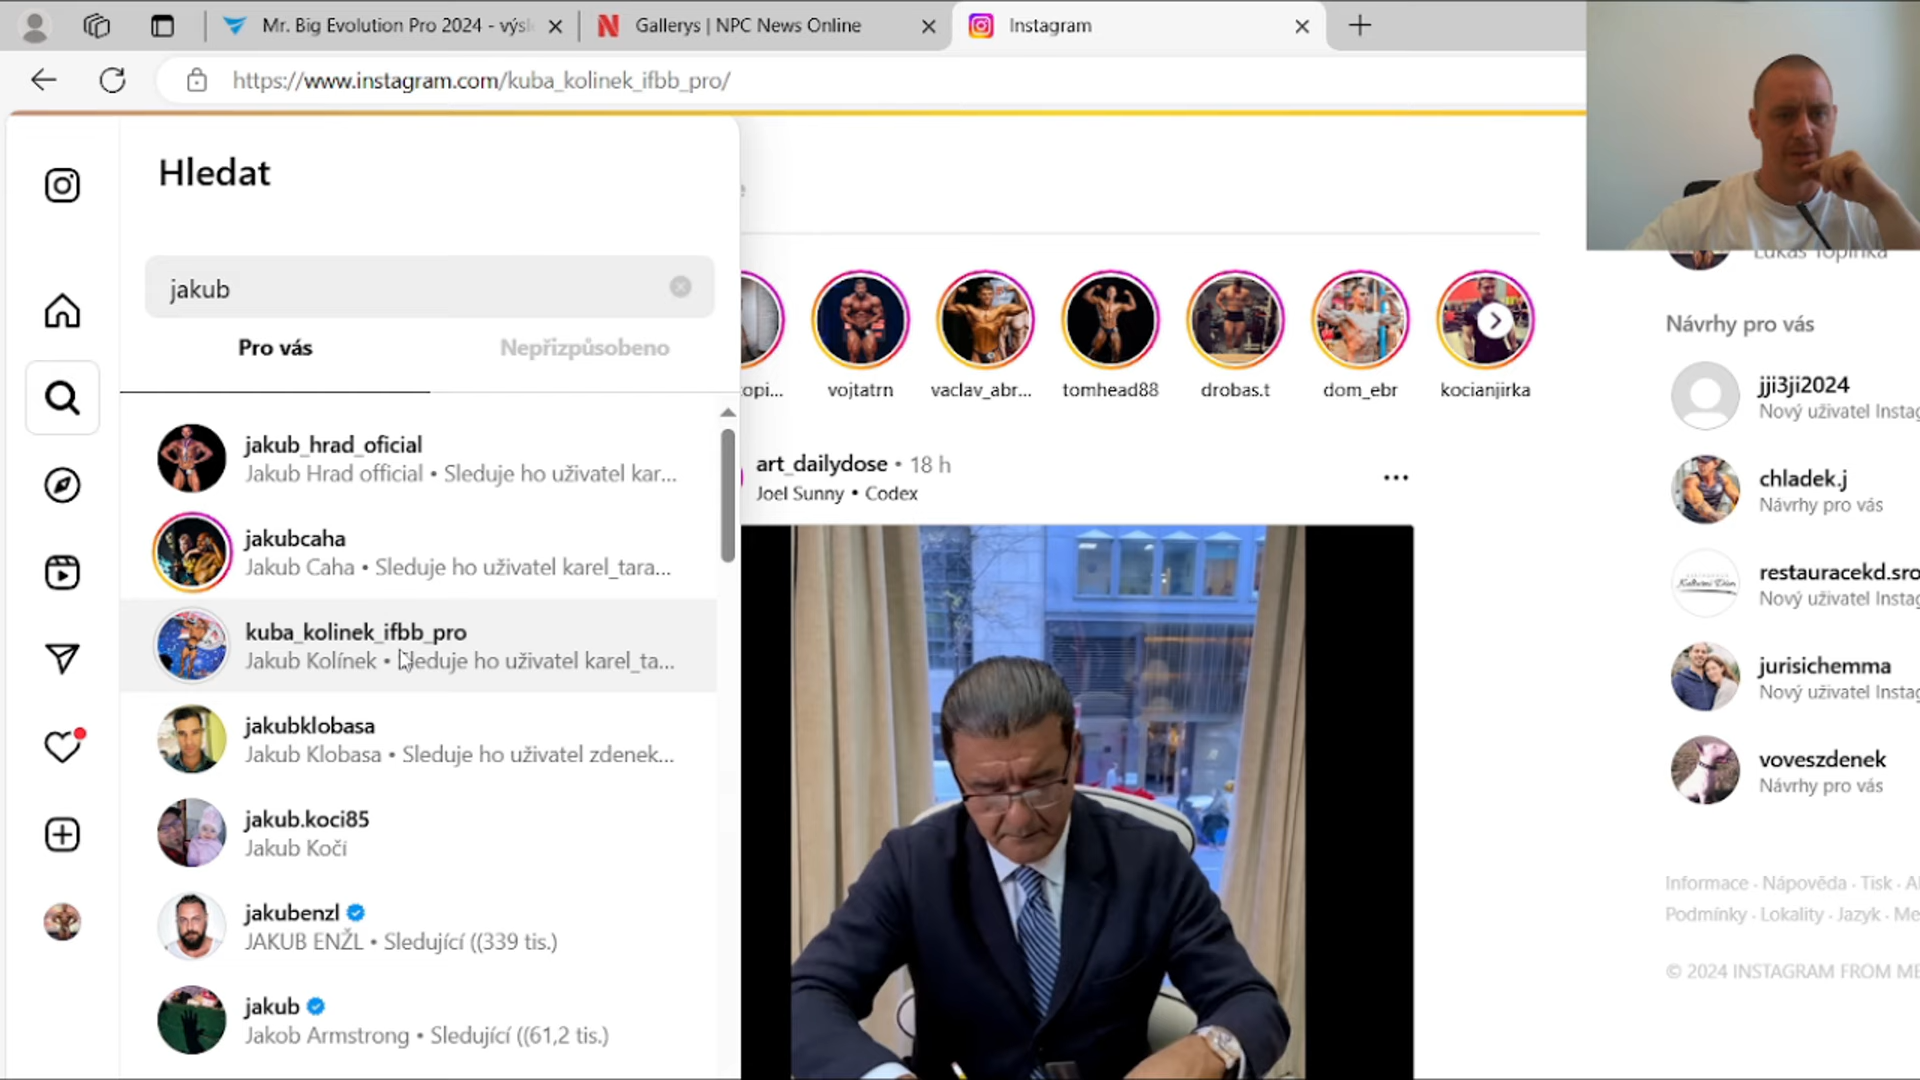 Mr. Big Evolution Pro 2024 - výsl
Gallerys | NPC News Online
Instagram
https://www.instagram.com/kuba_kolinek_ifbb_pro/
Hledat
jakub
Pro vás
Nepřizpůsobeno
jakub_hrad_oficial
Jakub Hrad official • Sleduje ho uživatel kar...
jakubcaha
Jakub Caha • Sleduje ho uživatel karel_tara...
kuba_kolinek_ifbb_pro
Jakub Kolínek • Sleduje ho uživatel karel_ta...
jakubklobasa
Jakub Klobasa • Sleduje ho uživatel zdenek...
jakub.koci85
Jakub Kočí
jakubenzl
JAKUB ENŽL • Sledující ((339 tis.)
jakub
Jakob Armstrong • Sledující ((61,2 tis.)
opi...
vojtatrn
vaclav_abr...
tomhead88
drobas.t
dom_ebr
kocianjirka
art_dailydose • 18 h
Joel Sunny • Codex
Lukáš Topinka
Návrhy pro vás
jji3ji2024
Nový uživatel Instag
chladek.j
Návrhy pro vás
restauracekd.sro
Nový uživatel Instag
jurisichemma
Nový uživatel Instag
voveszdenek
Návrhy pro vás
Informace · Nápověda · Tisk · A
Podmínky · Lokality · Jazyk · Me
© 2024 INSTAGRAM FROM ME